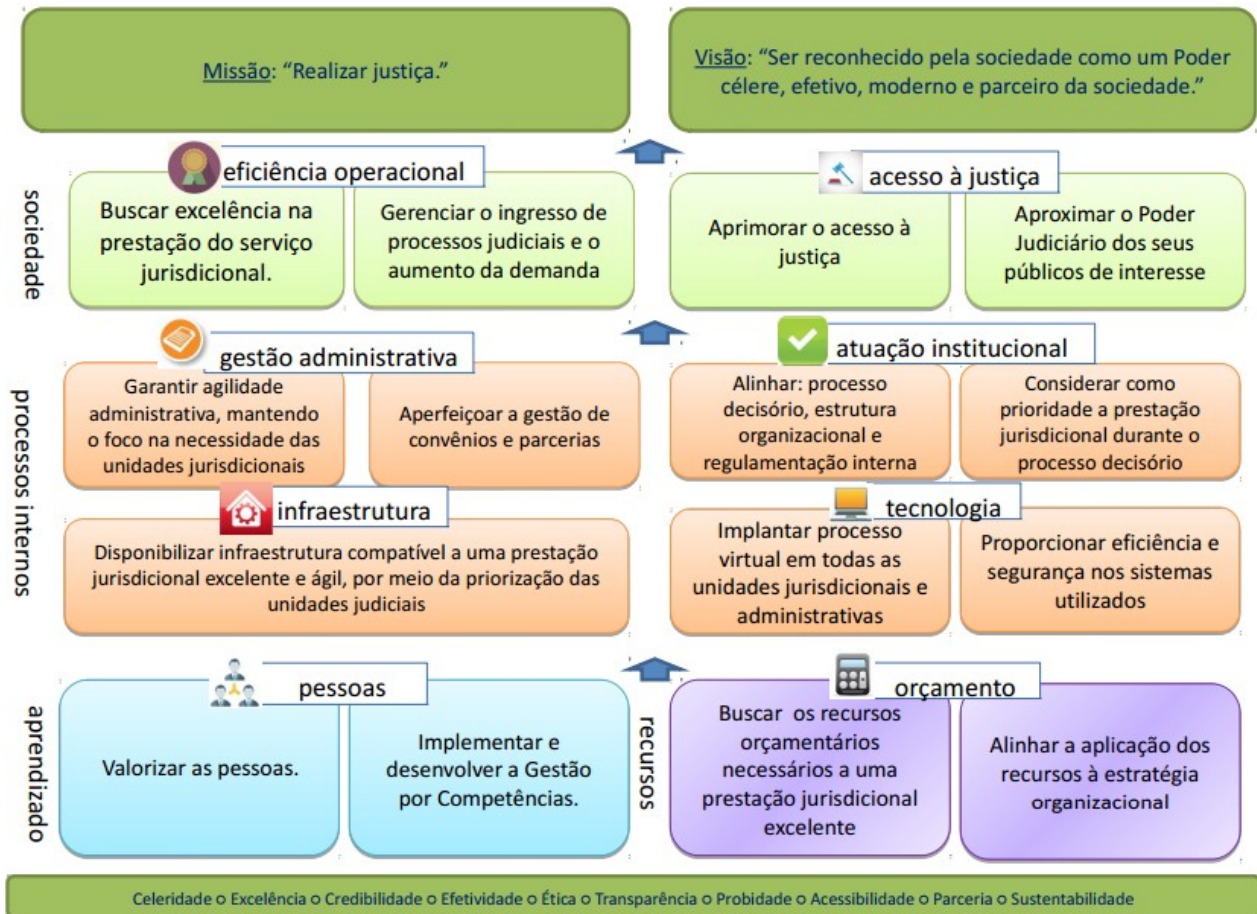 Missão: “Realizar justiça.”
Visão: “Ser reconhecido pela sociedade como um Poder
célere, efetivo, moderno e parceiro da sociedade.”
sociedade
eficiência operacional
Buscar excelência na
prestação do serviço
jurisdicional.
Gerenciar o ingresso de
processos judiciais e o
aumento da demanda
acesso à justiça
Aprimorar o acesso à
justiça
Aproximar o Poder
Judiciário dos seus
públicos de interesse
processos internos
gestão administrativa
Garantir agilidade
administrativa, mantendo
o foco na necessidade das
unidades jurisdicionais
Aperfeiçoar a gestão de
convênios e parcerias
atuação institucional
Alinhar: processo
decisório, estrutura
organizacional e
regulamentação interna
Considerar como
prioridade a prestação
jurisdicional durante o
processo decisório
infraestrutura
Disponibilizar infraestrutura compatível a uma prestação
jurisdicional excelente e ágil, por meio da priorização das
unidades judiciais
tecnologia
Implantar processo
virtual em todas as
unidades jurisdicionais e
administrativas
Proporcionar eficiência e
segurança nos sistemas
utilizados
aprendizado
pessoas
Valorizar as pessoas.
Implementar e
desenvolver a Gestão
por Competências.
recursos
orçamento
Buscar os recursos
orçamentários
necessários a uma
prestação jurisdicional
excelente
Alinhar a aplicação dos
recursos à estratégia
organizacional
Celeridade o Excelência o Credibilidade o Efetividade o Ética o Transparência o Probidade o Acessibilidade o Parceria o Sustentabilidade